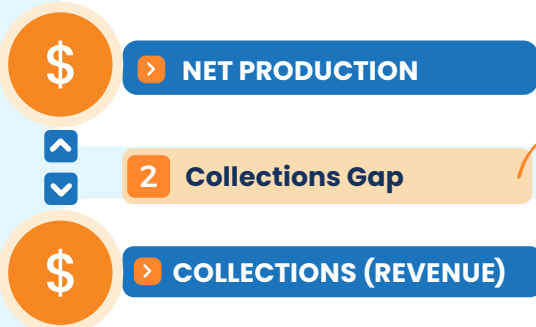 $
NET PRODUCTION
2 Collections Gap
$
COLLECTIONS (REVENUE)